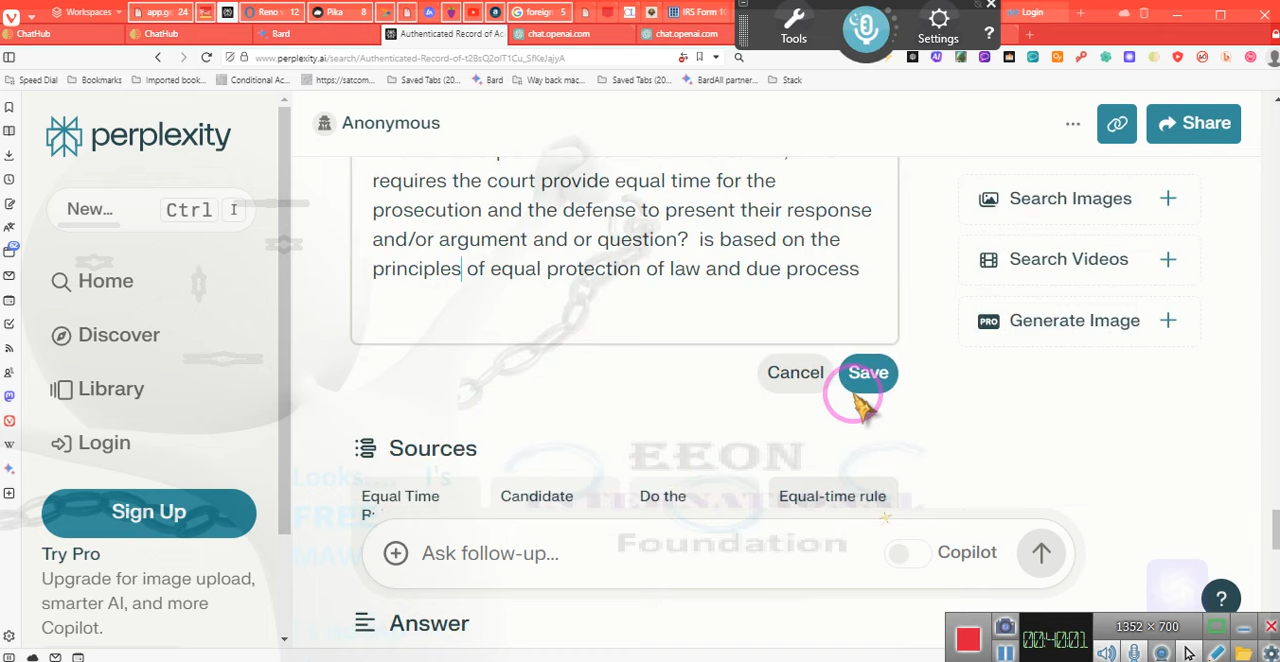 Workspaces
app.ge 24
Reno v 12
Pika 8
foreign 5
IRS Form 10
Login
ChatHub
ChatHub
Bard
Authenticated Record of Ac
chat.openai.com
chat.openai.com
Tools
Settings
?
www.perplexity.ai/search/Authenticated-Record-of-t2BsQ2olT1Cu_SfKeJajyA
Speed Dial
Bookmarks
Imported book...
Conditional Ac...
https://satcom...
Saved Tabs (20...
Bard
Way back mac...
Saved Tabs (20...
BardAll partner...
Stack
perplexity
Anonymous
Share
New...
Ctrl I
Home
Discover
Library
Login
Sign Up
Try Pro
Upgrade for image upload,
smarter AI, and more
Copilot.
requires the court provide equal time for the
prosecution and the defense to present their response
and/or argument and or question? is based on the
principles of equal protection of law and due process
Cancel
Save
Search Images
Search Videos
PRO Generate Image
Sources
Looks.... I's
FREE
EEON
INTERNATIONAL
Foundation
Equal Time
Candidate
Do the
Equal-time rule
Ask follow-up...
Copilot
Answer
?
1352 × 700
00:40:01